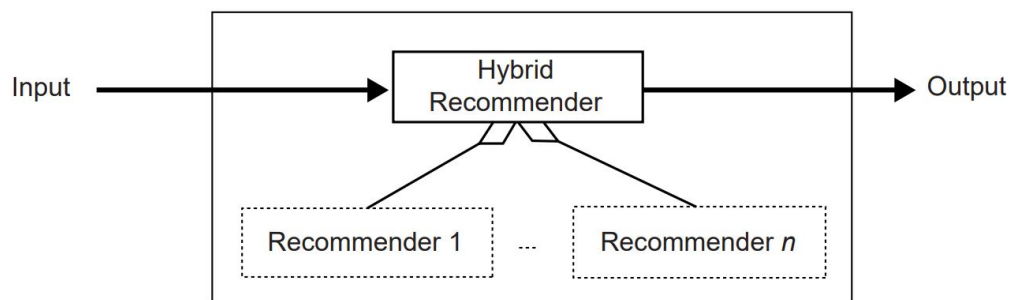 Input
Hybrid
Recommender
Output
Recommender 1
...
Recommender n